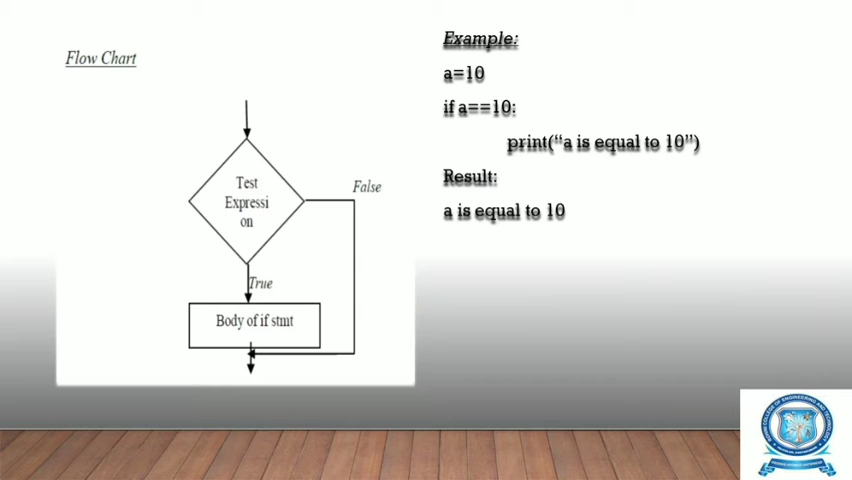 Flow Chart
Test
Expressi
on
False
True
Body of if stmt
Example:
a=10
if a==10:
print(“a is equal to 10”)
Result:
a is equal to 10